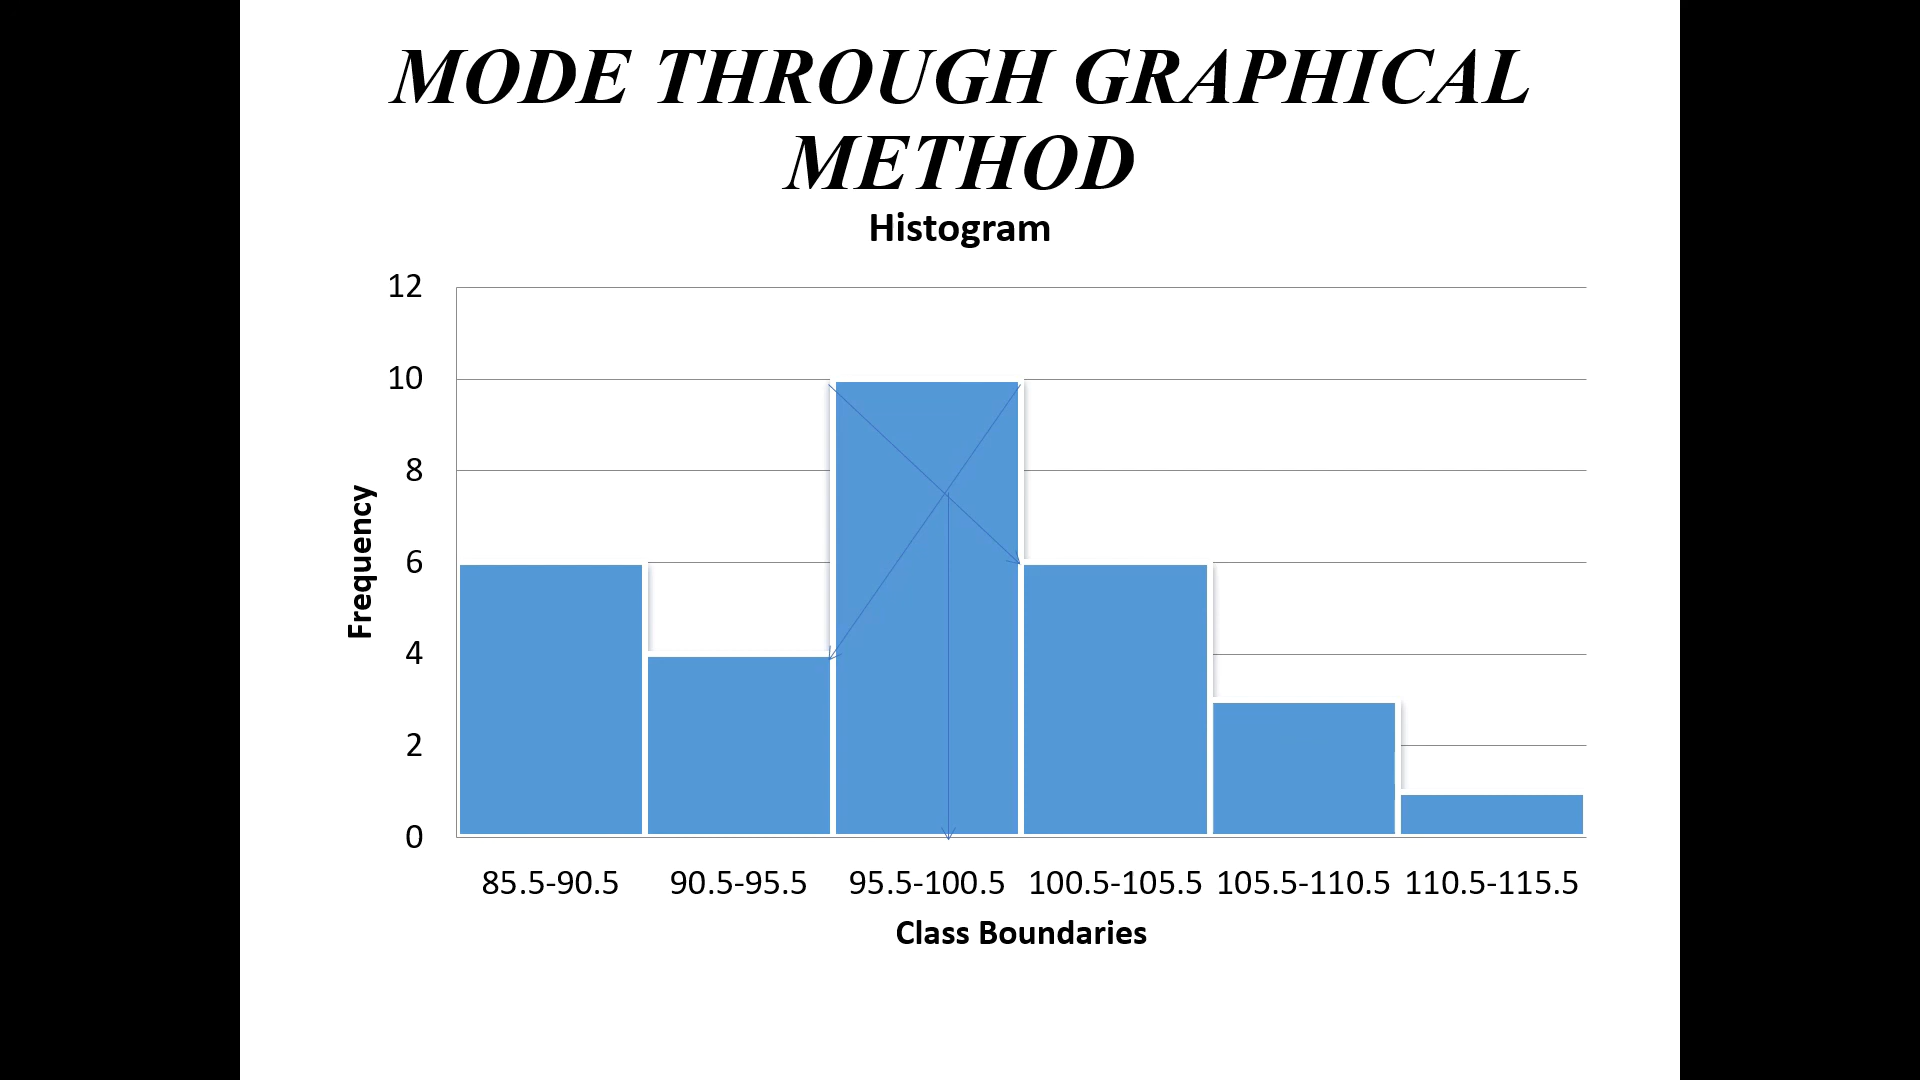 MODE THROUGH GRAPHICAL
METHOD
Histogram
12
10
8
6
4
2
0
Frequency
85.5-90.5 90.5-95.5 95.5-100.5 100.5-105.5 105.5-110.5 110.5-115.5
Class Boundaries